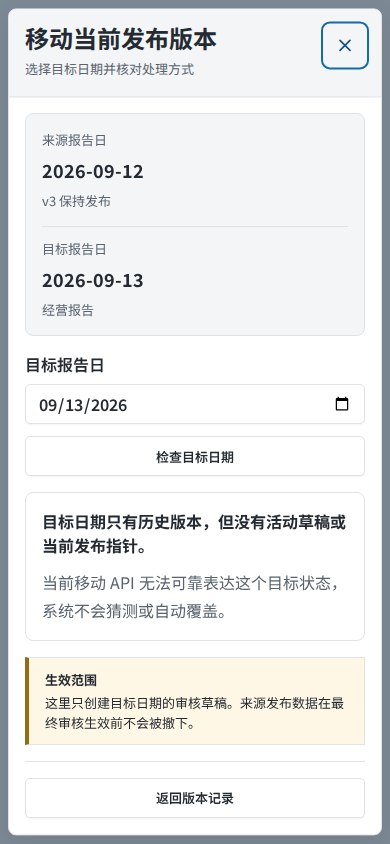 移动当前发布版本
选择目标日期并核对处理方式
来源报告日
2026-09-12
v3 保持发布
目标报告日
2026-09-13
经营报告
目标报告日
09/13/2026
检查目标日期
目标日期只有历史版本，但没有活动草稿或
当前发布指针。
当前移动 API 无法可靠表达这个目标状态，
系统不会猜测或自动覆盖。
生效范围
这里只创建目标日期的审核草稿。来源发布数据在最
终审核生效前不会被撤下。
返回版本记录